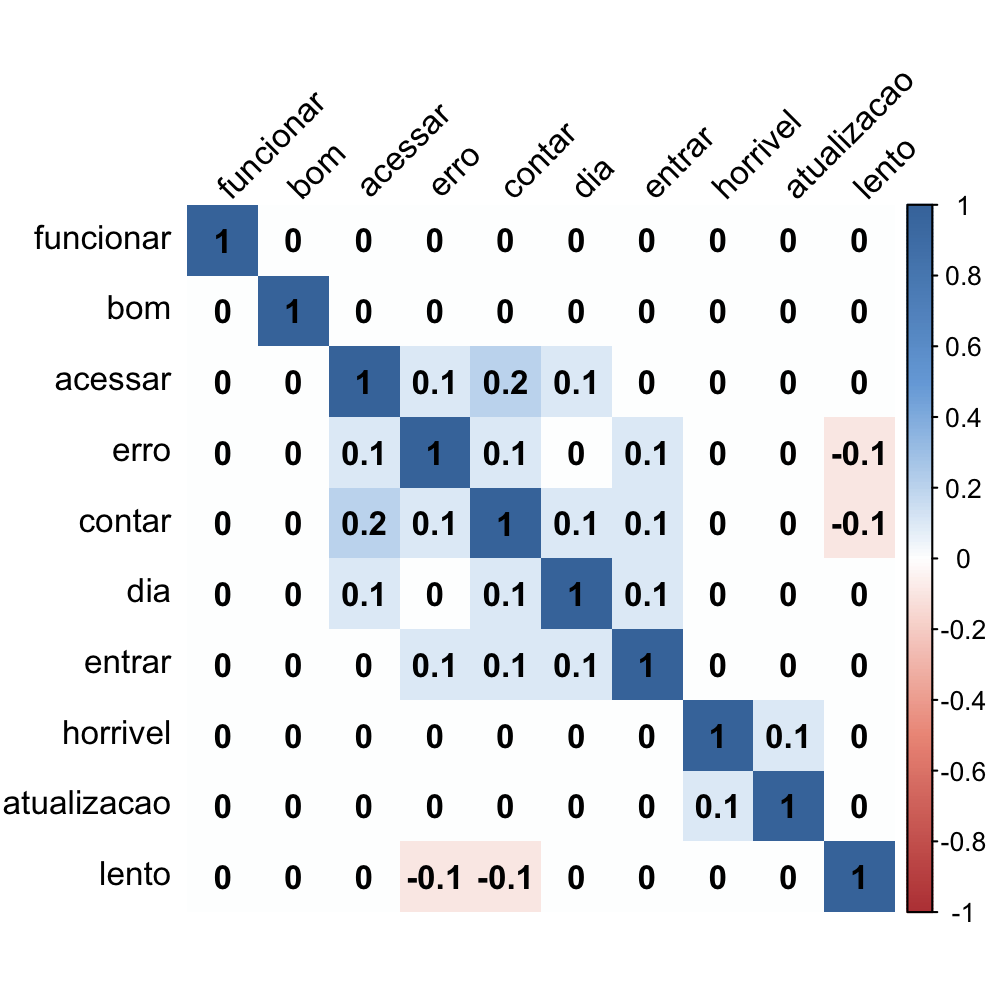 funcionar bom acessar erro contar dia entrar horrivel atualizacao lento
funcionar 1 0 0 0 0 0 0 0 0 0
bom 0 1 0 0 0 0 0 0 0 0
acessar 0 0 1 0.1 0.2 0.1 0 0 0 0
erro 0 0 0.1 1 0.1 0 0.1 0 0 -0.1
contar 0 0 0.2 0.1 1 0.1 0.1 0 0 -0.1
dia 0 0 0.1 0 0.1 1 0.1 0 0 0
entrar 0 0 0 0.1 0.1 0.1 1 0 0 0
horrivel 0 0 0 0 0 0 0 1 0.1 0
atualizacao 0 0 0 0 0 0 0 0.1 1 0
lento 0 0 0 -0.1 -0.1 0 0 0 0 1
1
0.8
0.6
0.4
0.2
0
-0.2
-0.4
-0.6
-0.8
-1